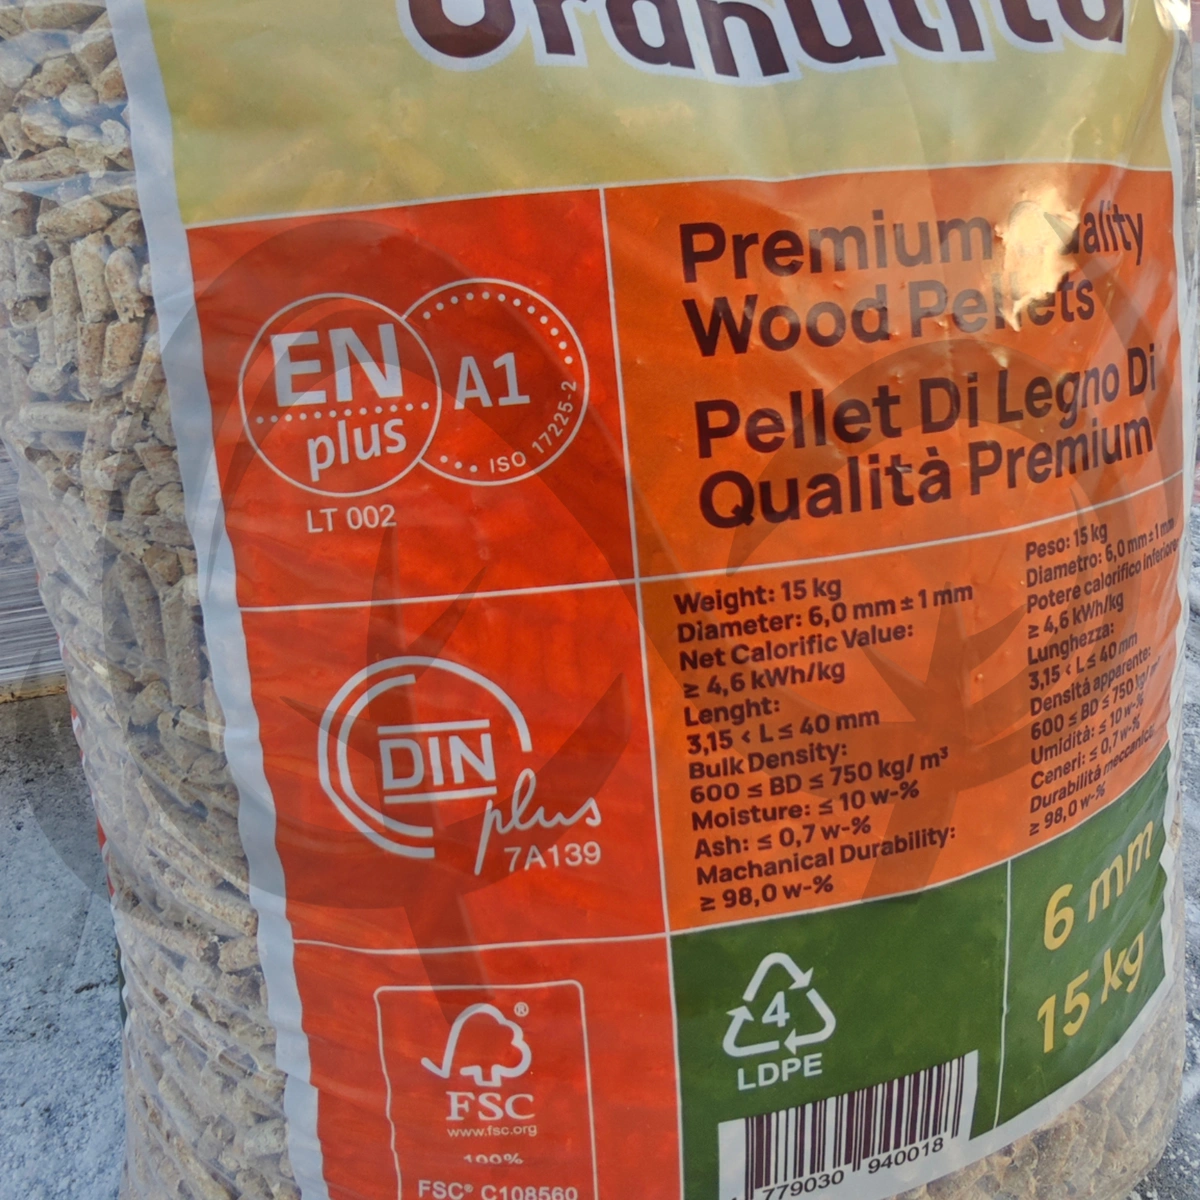 Granulita
EN
plus
A1
ISO 17225-2
LT 002
Premium Quality
Wood Pellets
Pellet Di Legno Di
Qualità Premium
Weight: 15 kg
Diameter: 6,0 mm ± 1 mm
Net Calorific Value:
≥ 4,6 kWh/kg
Lenght:
3,15 < L ≤ 40 mm
Bulk Density:
600 ≤ BD ≤ 750 kg/ m³
Moisture: ≤ 10 w-%
Ash: ≤ 0,7 w-%
Machanical Durability:
≥ 98,0 w-%
Peso: 15 kg
Diametro: 6,0 mm ± 1 mm
Potere calorifico inferiore
≥ 4,6 kWh/kg
Lunghezza:
3,15 < L ≤ 40 mm
Densità apparente:
600 ≤ BD ≤ 750 kg/ m³
Umidità: ≤ 10 w-%
Ceneri: ≤ 0,7 w-%
Durabilità meccanica:
≥ 98,0 w-%
DIN
plus
7A139
6 mm
15 kg
4
LDPE
FSC
®
www.fsc.org
100%
FSC® C108560
779030 940018